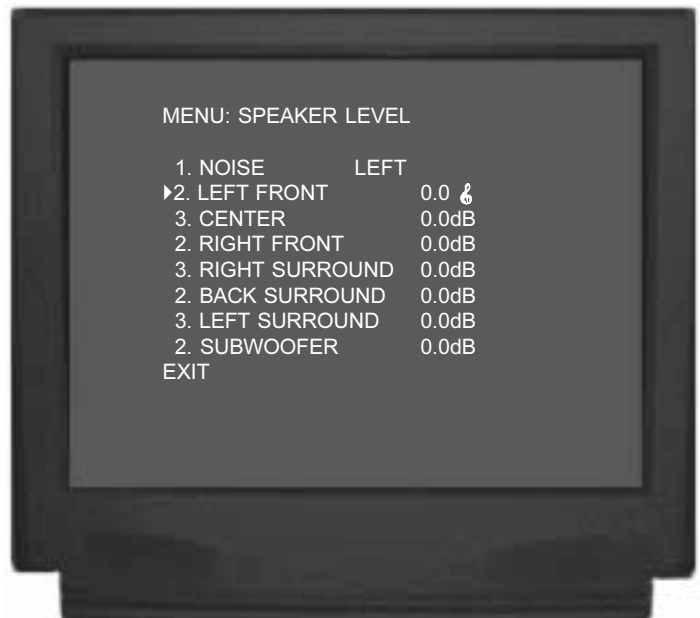 MENU: SPEAKER LEVEL
1. NOISE LEFT
2. LEFT FRONT 0.0
3. CENTER 0.0dB
2. RIGHT FRONT 0.0dB
3. RIGHT SURROUND 0.0dB
2. BACK SURROUND 0.0dB
3. LEFT SURROUND 0.0dB
2. SUBWOOFER 0.0dB
EXIT